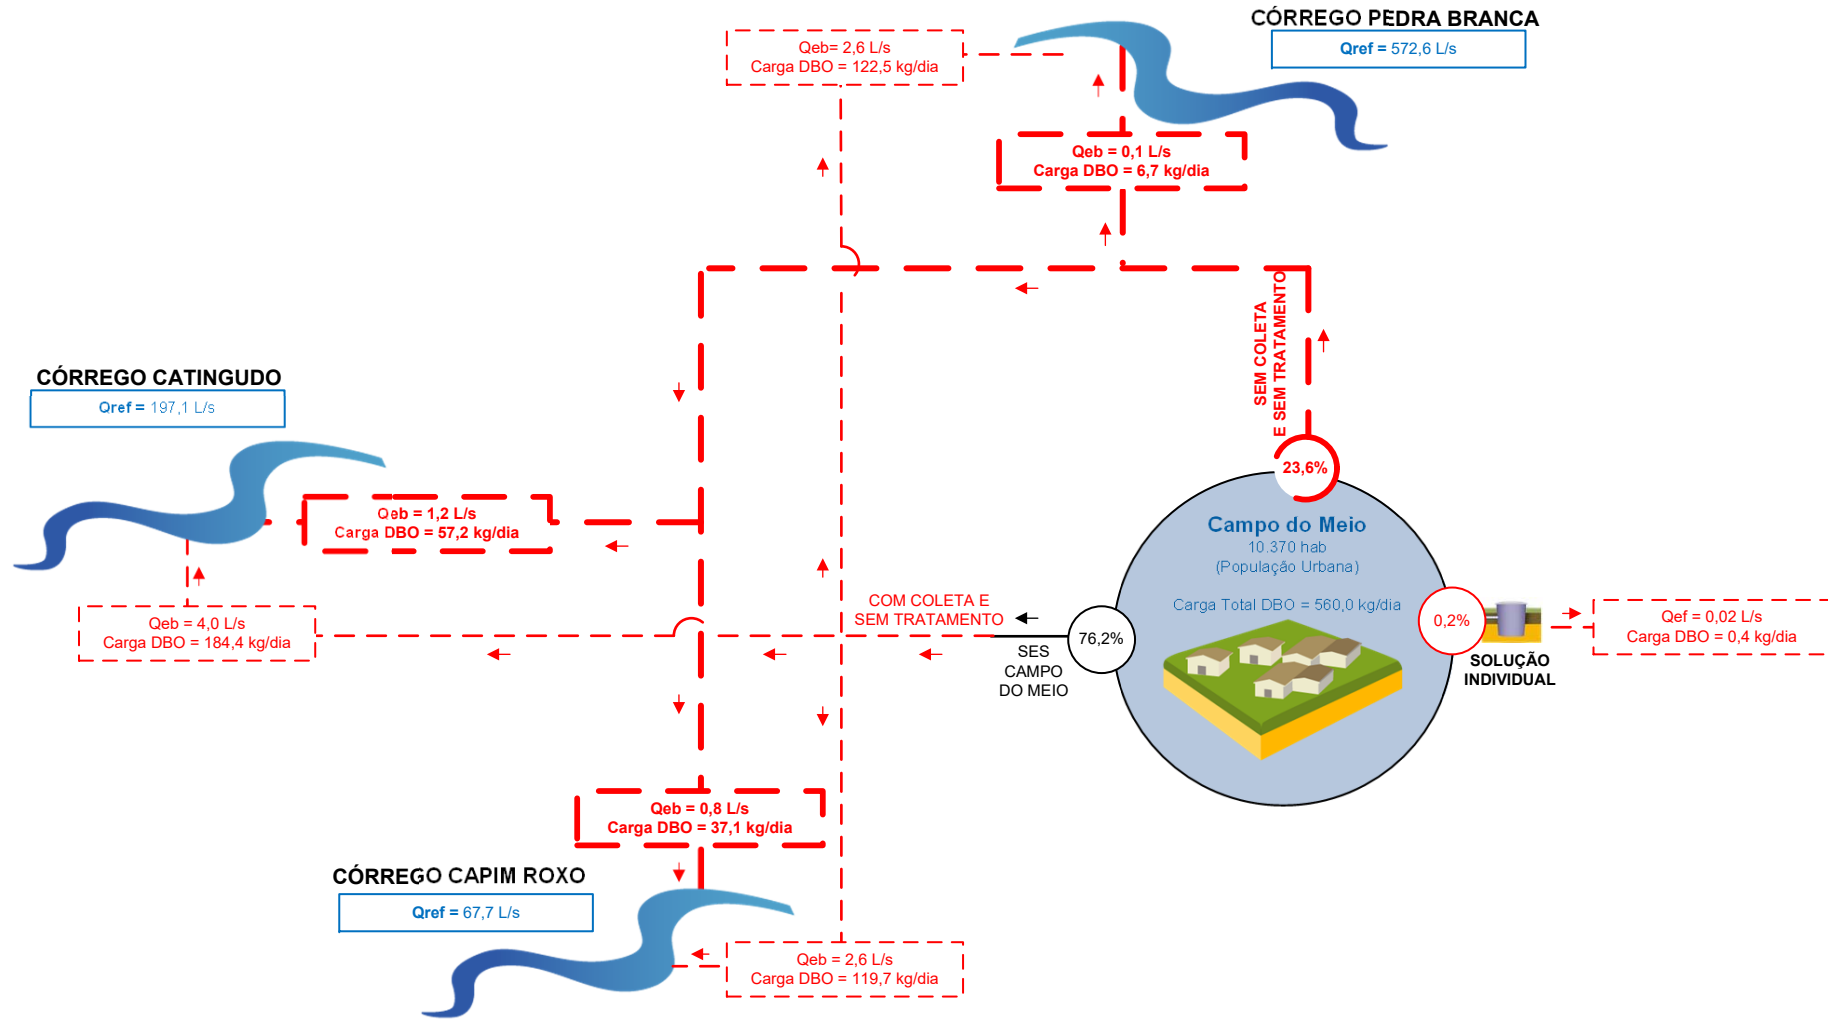 CÓRREGO PEDRA BRANCA
Qref = 572,6 L/s
Qeb= 2,6 L/s
Carga DBO = 122,5 kg/dia
Qeb = 0,1 L/s
Carga DBO = 6,7 kg/dia
SEM COLETA
E SEM TRATAMENTO
CÓRREGO CATINGUDO
Qref = 197,1 L/s
23,6%
Qeb = 1,2 L/s
Carga DBO = 57,2 kg/dia
Campo do Meio
10.370 hab
(População Urbana)
Carga Total DBO = 560,0 kg/dia
COM COLETA E
SEM TRATAMENTO
Qeb = 4,0 L/s
Carga DBO = 184,4 kg/dia
76,2%
SES
CAMPO
DO MEIO
0,2%
SOLUÇÃO
INDIVIDUAL
Qef = 0,02 L/s
Carga DBO = 0,4 kg/dia
Qeb = 0,8 L/s
Carga DBO = 37,1 kg/dia
CÓRREGO CAPIM ROXO
Qref = 67,7 L/s
Qeb = 2,6 L/s
Carga DBO = 119,7 kg/dia